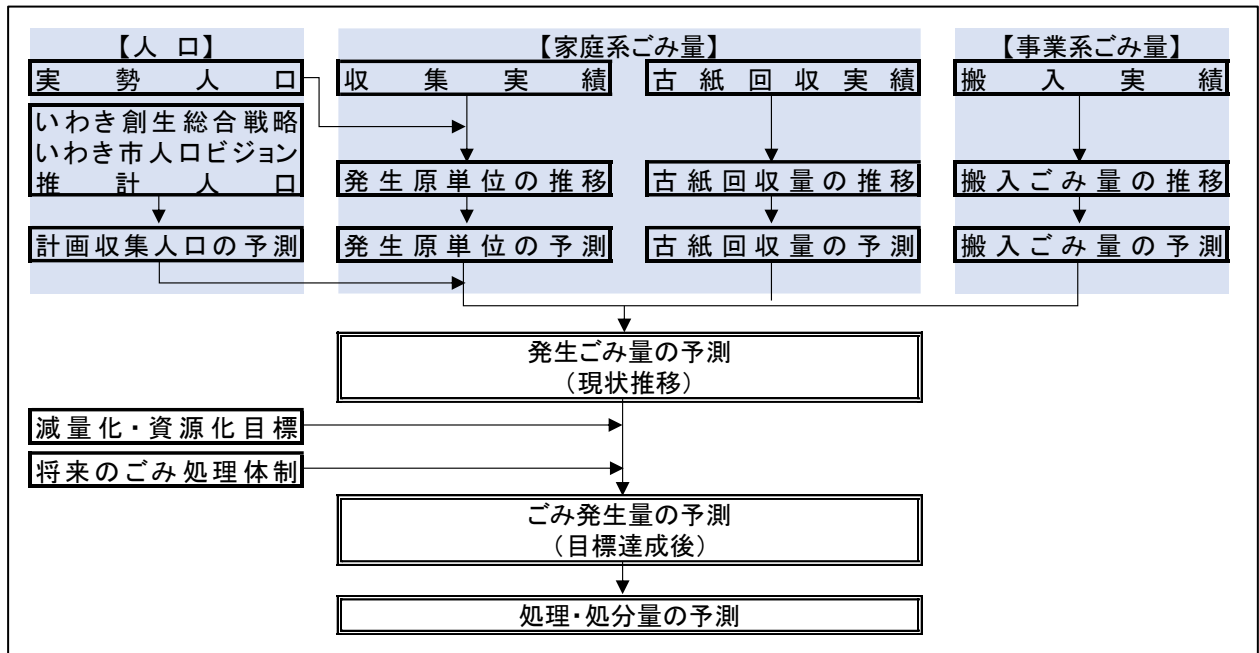 【人 口】
実勢人口
いわき創生総合戦略
いわき市人口ビジョン
推計人口
計画収集人口の予測
【家庭系ごみ量】
収集実績
発生原単位の推移
発生原単位の予測
古紙回収実績
古紙回収量の推移
古紙回収量の予測
【事業系ごみ量】
搬入実績
搬入ごみ量の推移
搬入ごみ量の予測
発生ごみ量の予測
（現状推移）
減量化・資源化目標
将来のごみ処理体制
ごみ発生量の予測
（目標達成後）
処理・処分量の予測